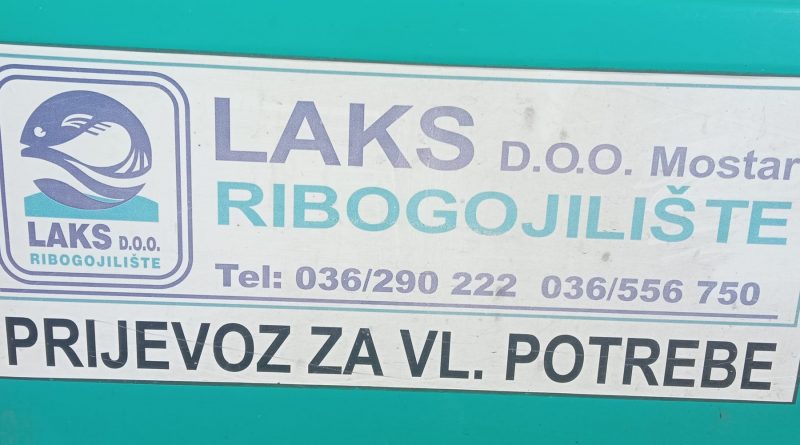 LAKS D.O.O.
RIBOGOJILIŠTE
LAKS D.O.O. Mostar
RIBOGOJILIŠTE
Tel: 036/290 222 036/556 750
PRIJEVOZ ZA VL. POTREBE